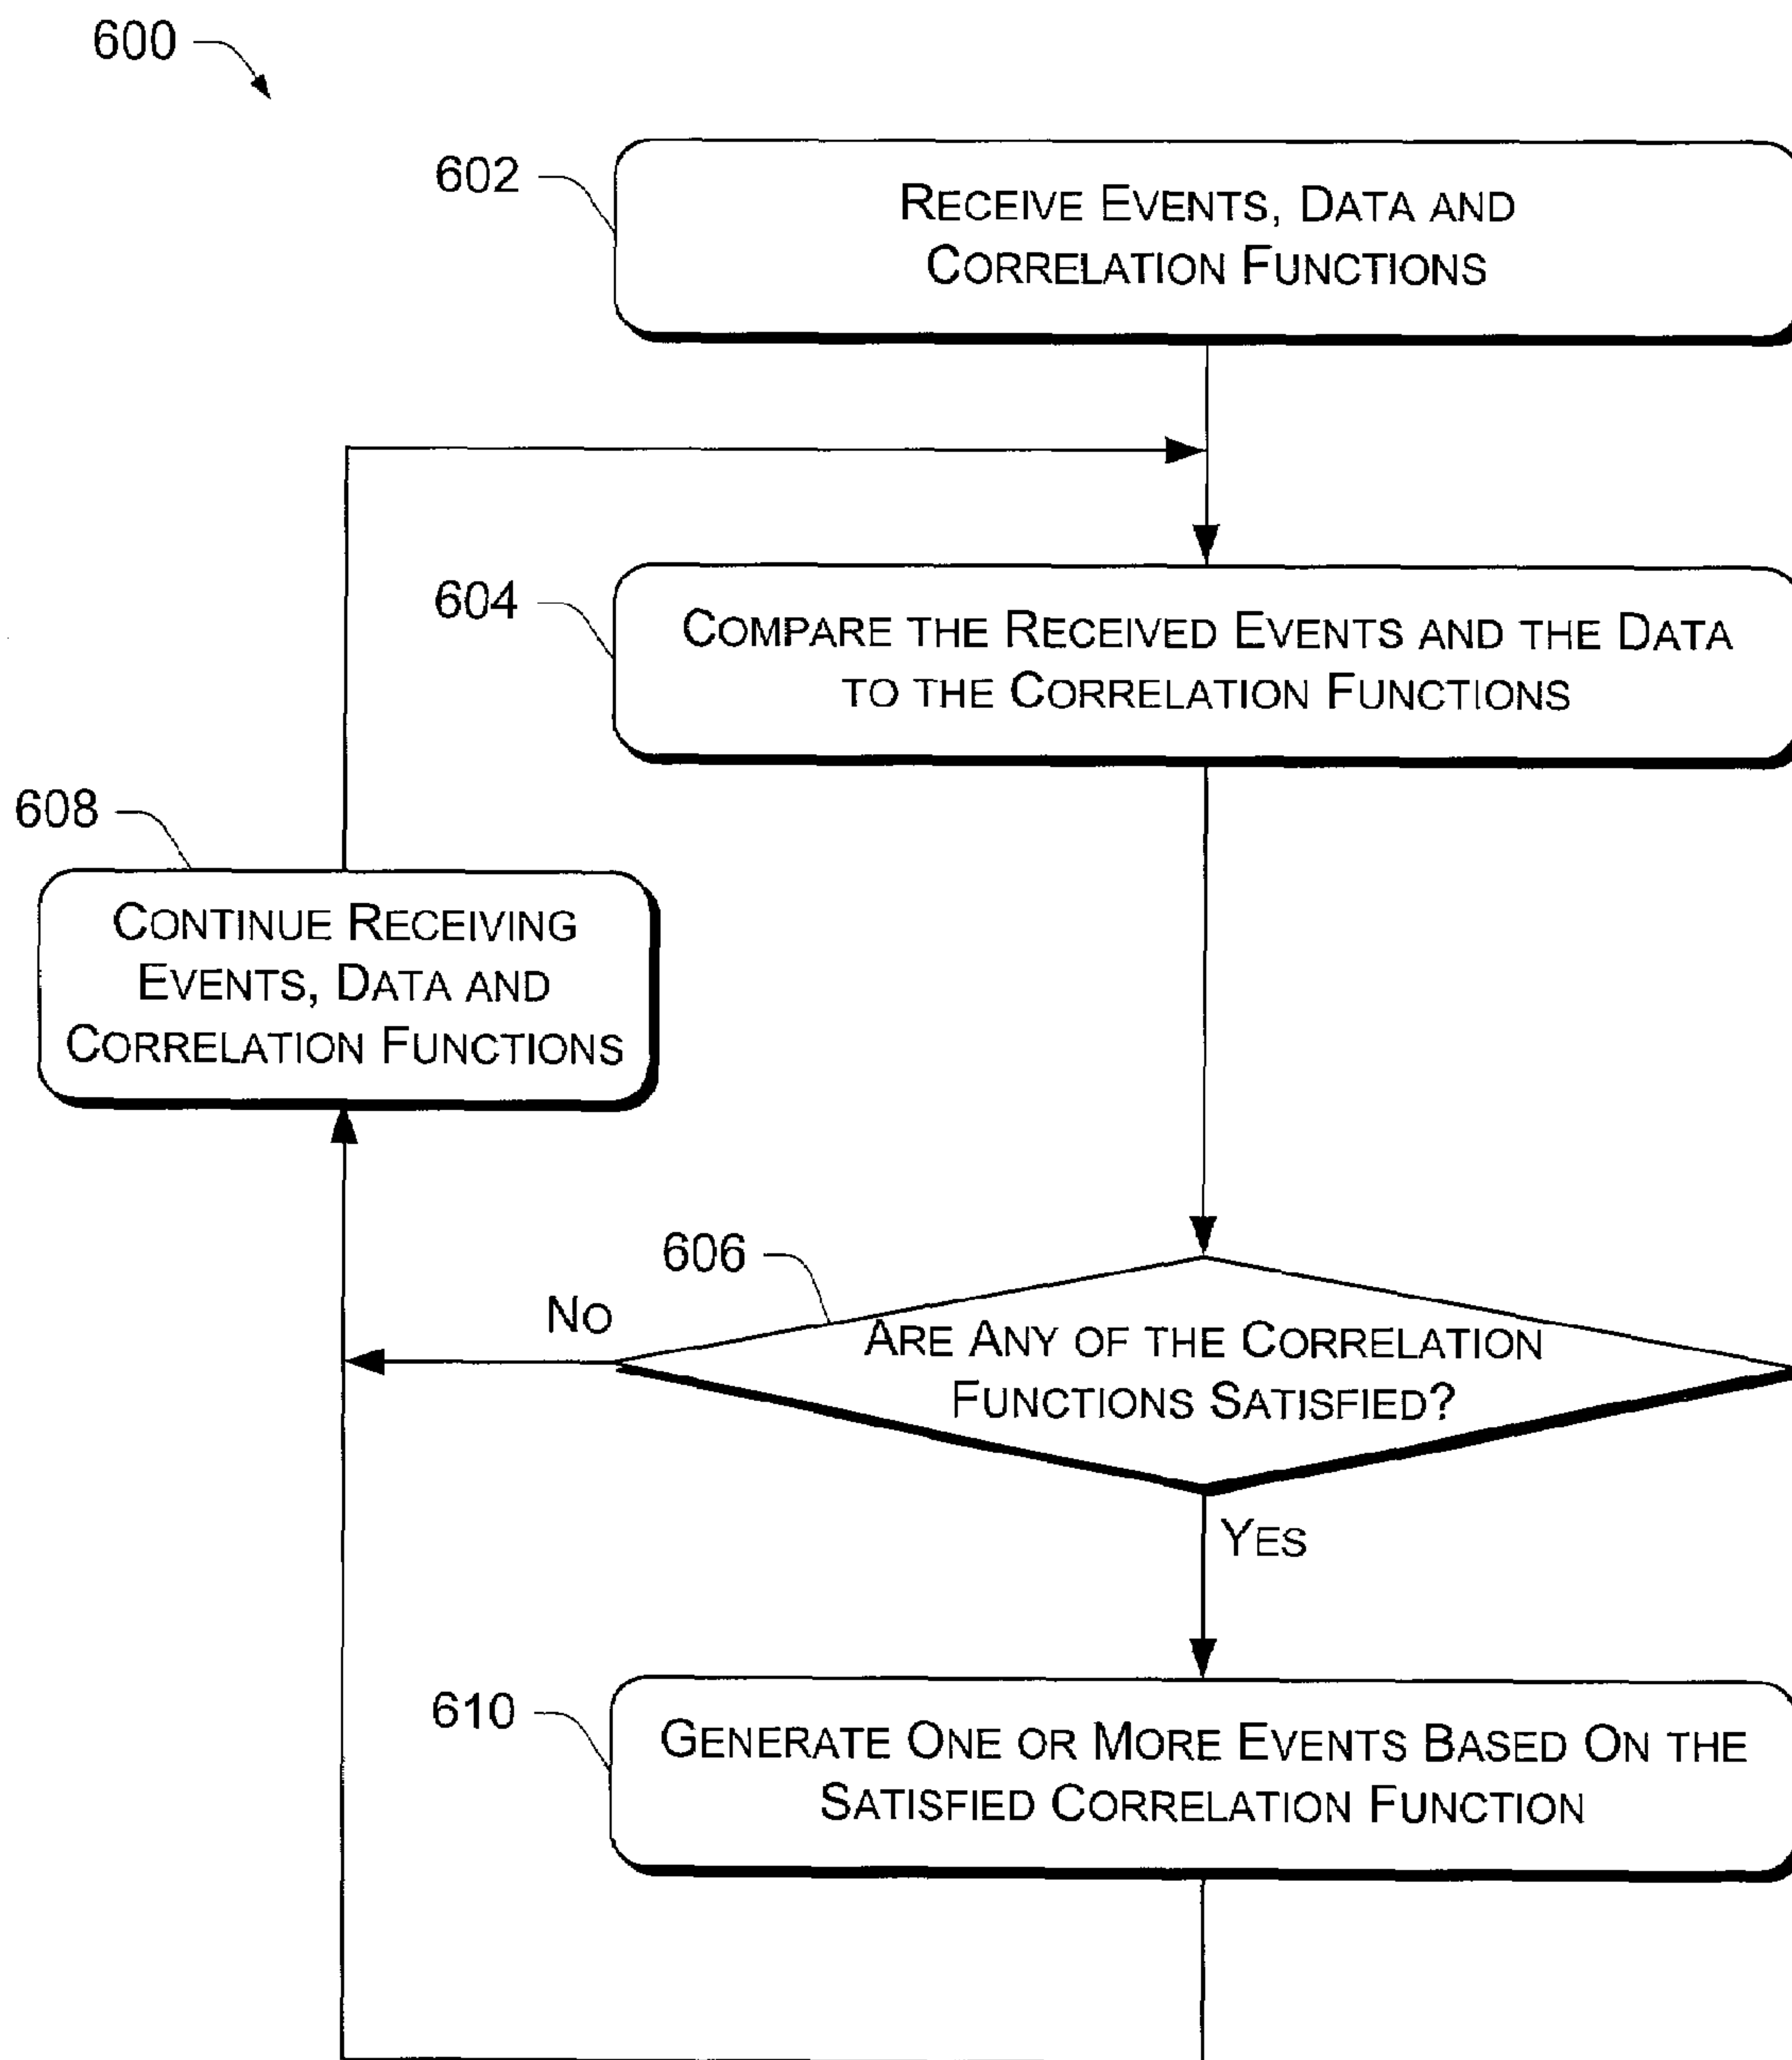 600
602
RECEIVE EVENTS, DATA AND
CORRELATION FUNCTIONS
604
COMPARE THE RECEIVED EVENTS AND THE DATA
TO THE CORRELATION FUNCTIONS
608
CONTINUE RECEIVING
EVENTS, DATA AND
CORRELATION FUNCTIONS
606
NO
ARE ANY OF THE CORRELATION
FUNCTIONS SATISFIED?
YES
610
GENERATE ONE OR MORE EVENTS BASED ON THE
SATISFIED CORRELATION FUNCTION